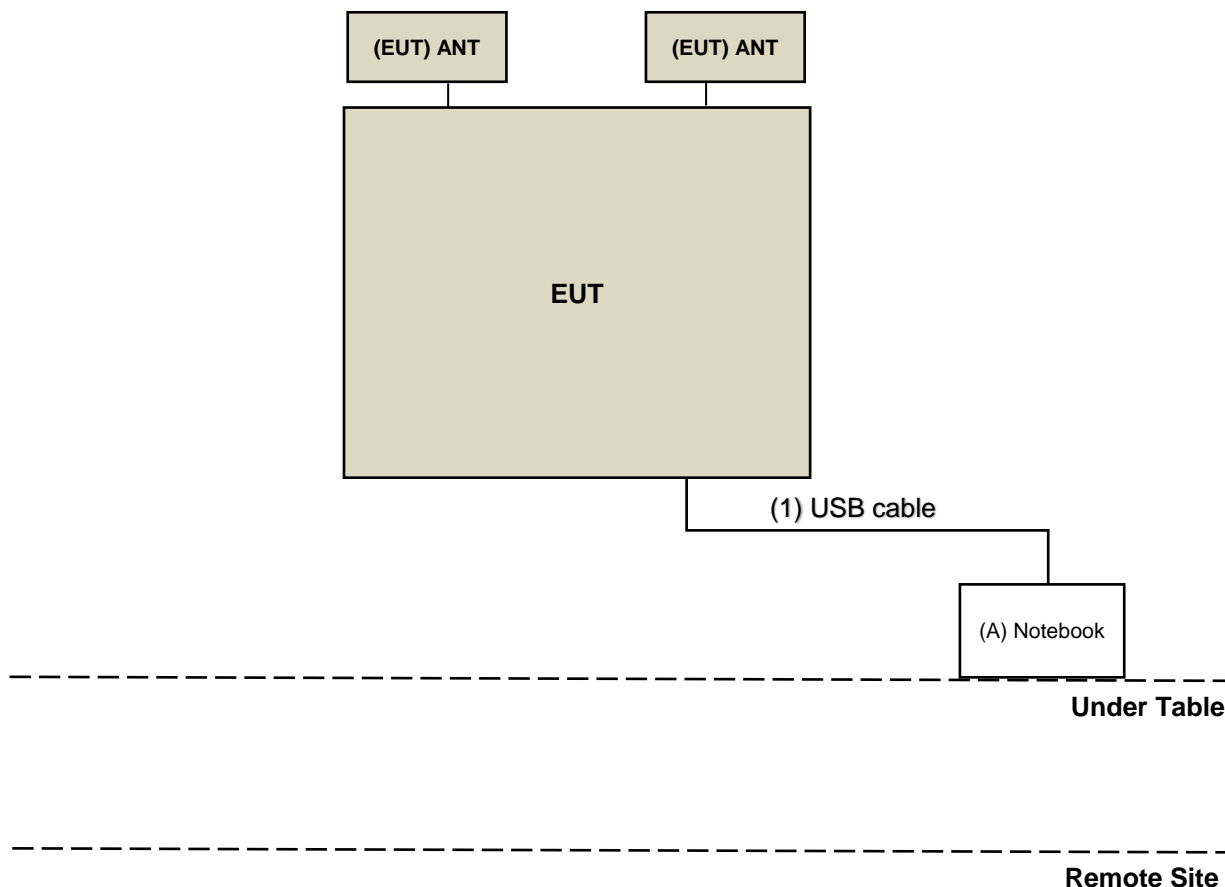 (EUT) ANT
(EUT) ANT
EUT
(1) USB cable
(A) Notebook
Under Table
Remote Site